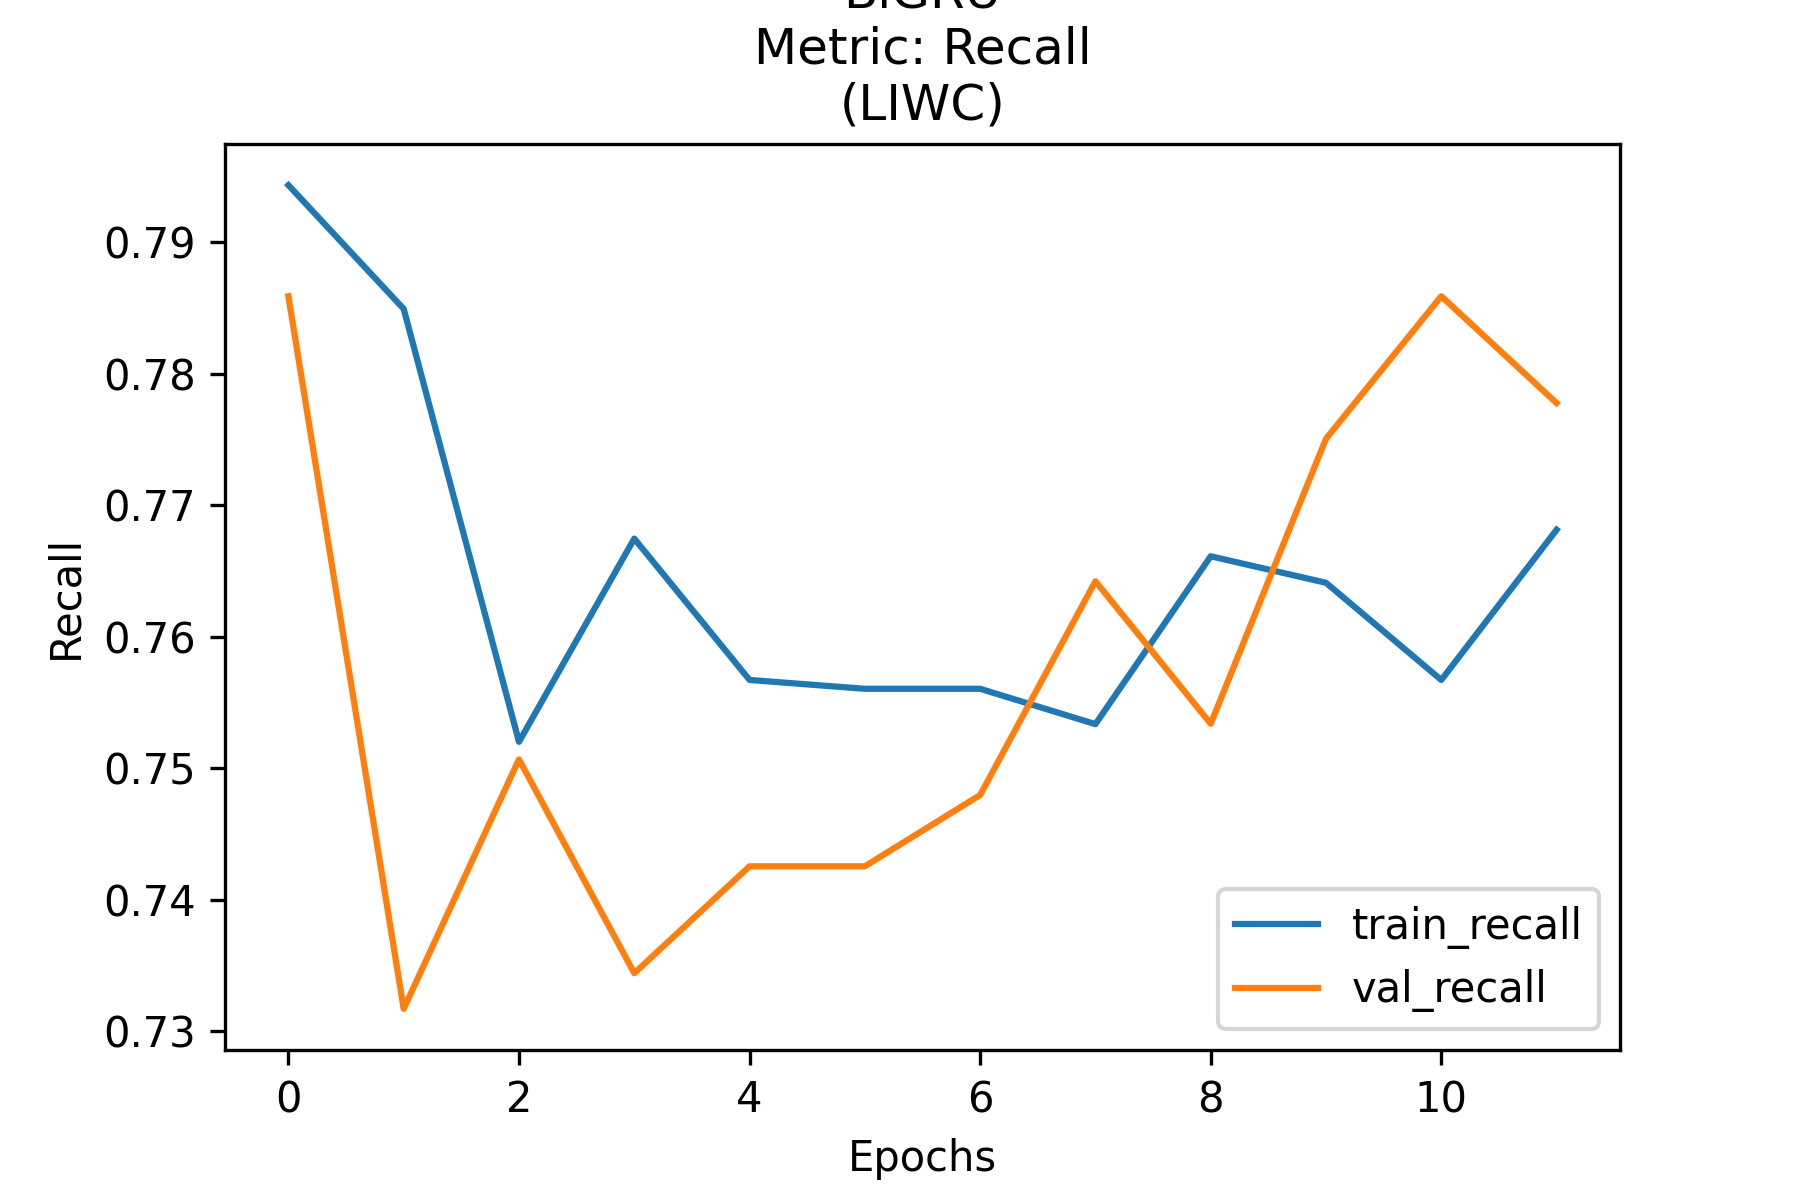 BiGRU
Metric: Recall
(LIWC)
0.79
0.78
0.77
0.76
0.75
0.74
0.73
Recall
0
2
4
6
8
10
Epochs
train_recall
val_recall